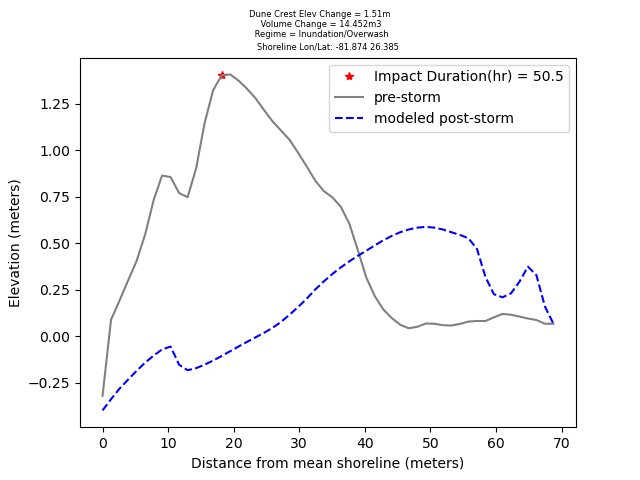 Dune Crest Elev Change = 1.51m
Volume Change = 14.452m3
Regime = Inundation/Overwash
Shoreline Lon/Lat: -81.874 26.385
Impact Duration(hr) = 50.5
pre-storm
modeled post-storm
1.25
1.00
0.75
0.50
0.25
0.00
−0.25
Elevation (meters)
0 10 20 30 40 50 60 70
Distance from mean shoreline (meters)